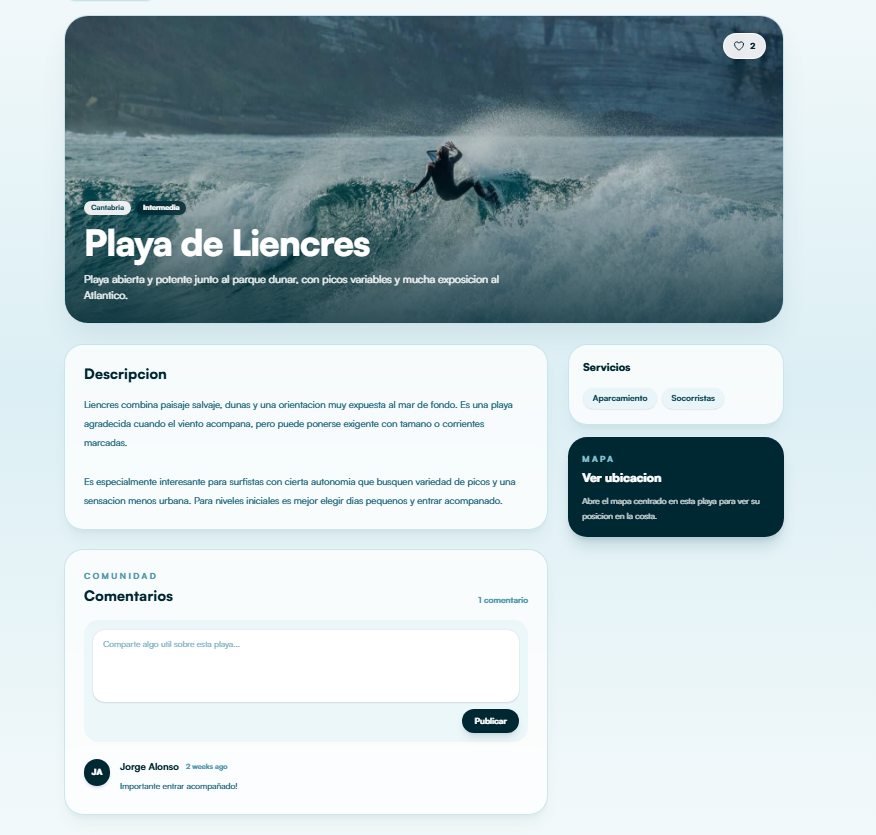 2
Cantabria
Intermedia
Playa de Liencres
Playa abierta y potente junto al parque dunar, con picos variables y mucha exposicion al
Atlantico.
Descripcion
Liencres combina paisaje salvaje, dunas y una orientacion muy expuesta al mar de fondo. Es una playa
agradecida cuando el viento acompana, pero puede ponerse exigente con tamano o corrientes
marcadas.
Es especialmente interesante para surfistas con cierta autonomia que busquen variedad de picos y una
sensacion menos urbana. Para niveles iniciales es mejor elegir dias pequenos y entrar acompanado.
Servicios
Aparcamiento
Socorristas
MAPA
Ver ubicacion
Abre el mapa centrado en esta playa para ver su
posicion en la costa.
COMUNIDAD
Comentarios
1 comentario
Comparte algo util sobre esta playa...
Publicar
JA
Jorge Alonso 2 weeks ago
Importante entrar acompañado!